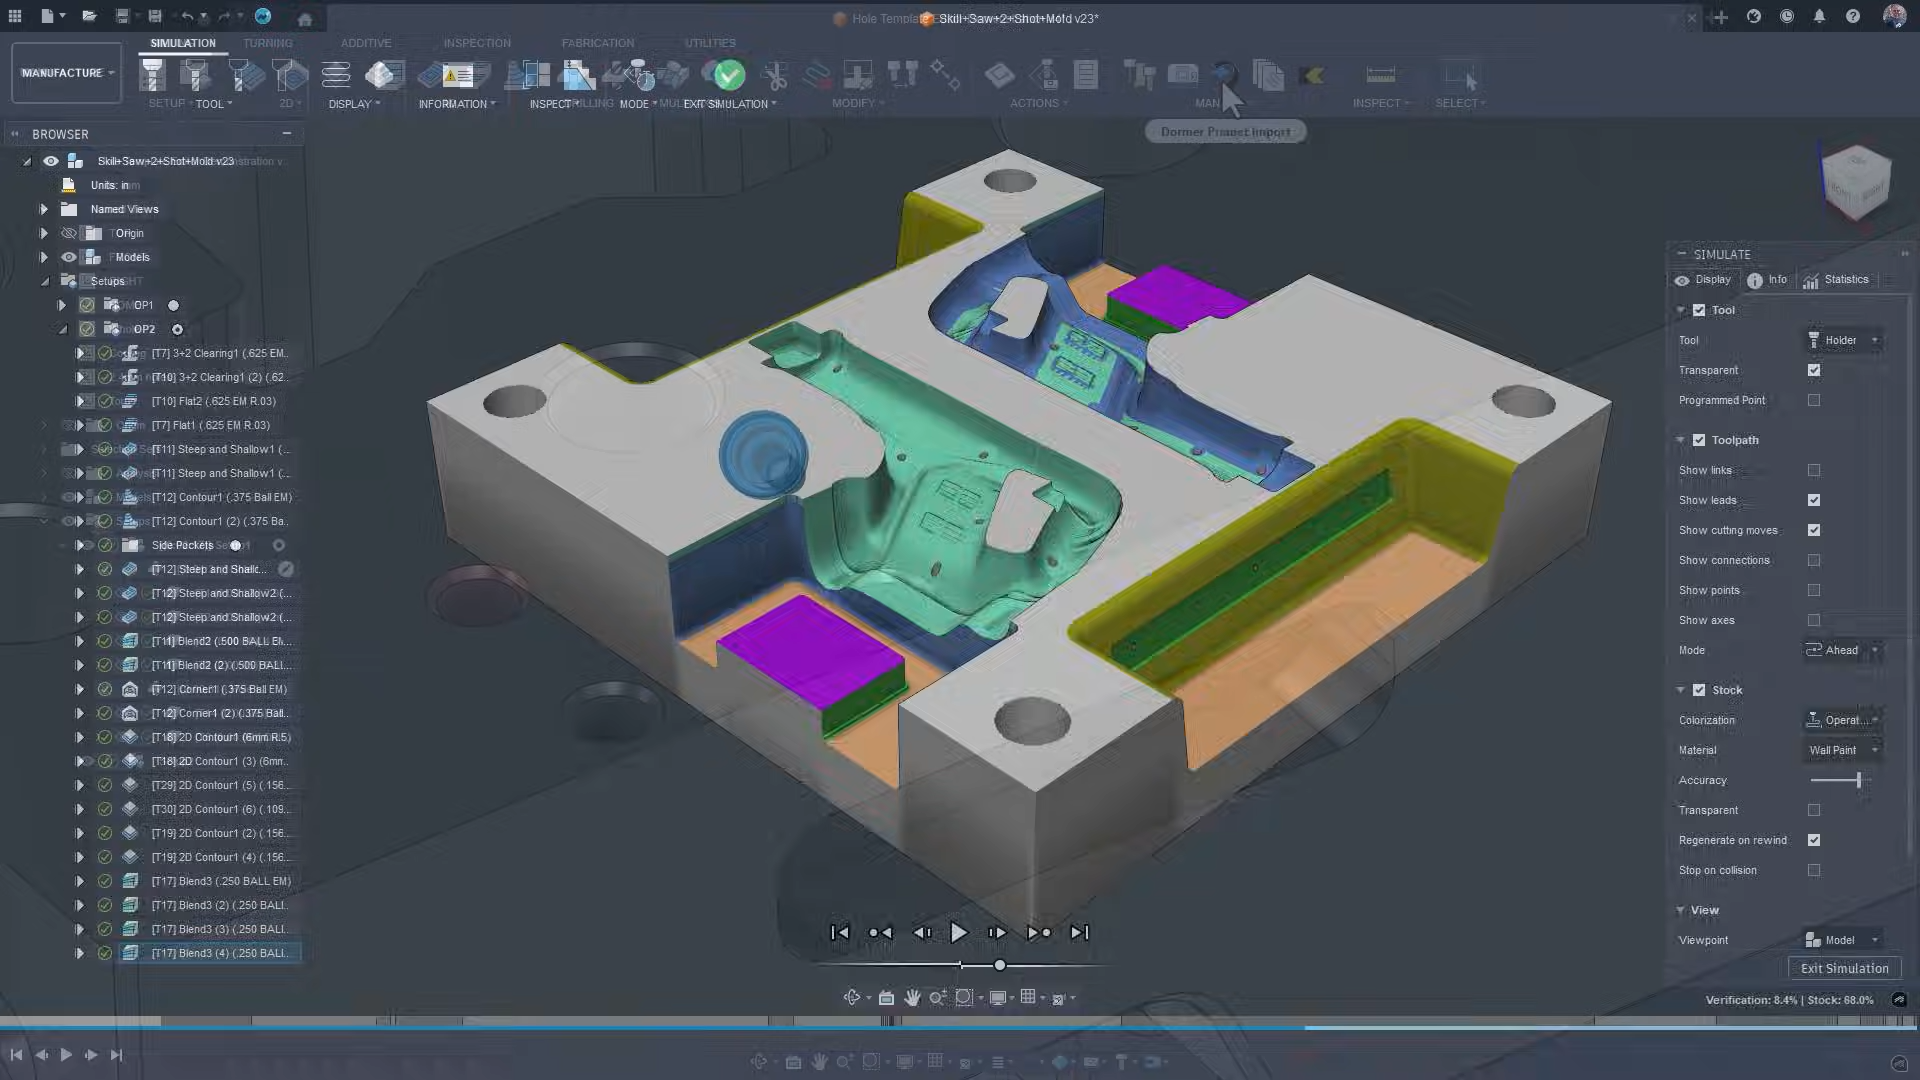 Hole Templa
Skill+Saw+2+Shot+Mold v23*
MANUFACTURE
SIMULATION
TURNING
ADDITIVE
INSPECTION
FABRICATION
UTILITIES
SETUP
TOOL
2D
DISPLAY
INFORMATION
INSPECT
MODE
EXIT SIMULATION
MODIFY
ACTIONS
MAN
INSPECT
SELECT
Dormer Pramet Import
BROWSER
Skill+Saw+2+Shot+Mold v23
Units: in
Named Views
Origin
Models
Setups
OP1
OP2
[T7] 3+2 Clearing1 (.625 EM...
[T10] 3+2 Clearing1 (2) (.62...
[T10] Flat2 (.625 EM R.03)
[T7] Flat1 (.625 EM R.03)
[T11] Steep and Shallow1 (...
[T11] Steep and Shallow1 (...
[T12] Contour1 (.375 Ball EM)
[T12] Contour1 (2) (.375 Ba...
Side Pockets
[T12] Steep and Shallc...
[T12] Steep and Shallow2 (...
[T12] Steep and Shallow2 (...
[T11] Blend2 (.500 BALL EM...
[T11] Blend2 (2) (.500 BALL...
[T12] Corner1 (.375 Ball EM)
[T12] Corner1 (2) (.375 Ball...
[T18] 2D Contour1 (6mm R.5)
[T18] 2D Contour1 (3) (6mm...
[T29] 2D Contour1 (5) (.156...
[T30] 2D Contour1 (6) (.109...
[T19] 2D Contour1 (2) (.156...
[T19] 2D Contour1 (4) (.156...
[T17] Blend3 (.250 BALL EM)
[T17] Blend3 (2) (.250 BALL...
[T17] Blend3 (3) (.250 BALL...
[T17] Blend3 (4) (.250 BALL...
SIMULATE
Display
Info
Statistics
Tool
Tool Holder
Transparent
Programmed Point
Toolpath
Show links
Show leads
Show cutting moves
Show connections
Show points
Show axes
Mode Ahead
Stock
Colorization Operat...
Material Wall Paint
Accuracy
Transparent
Regenerate on rewind
Stop on collision
View
Viewpoint Model
Exit Simulation
Verification: 8.4% | Stock: 68.0%